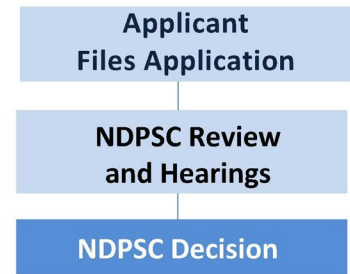 Applicant
Files Application
NDPSC Review
and Hearings
NDPSC Decision